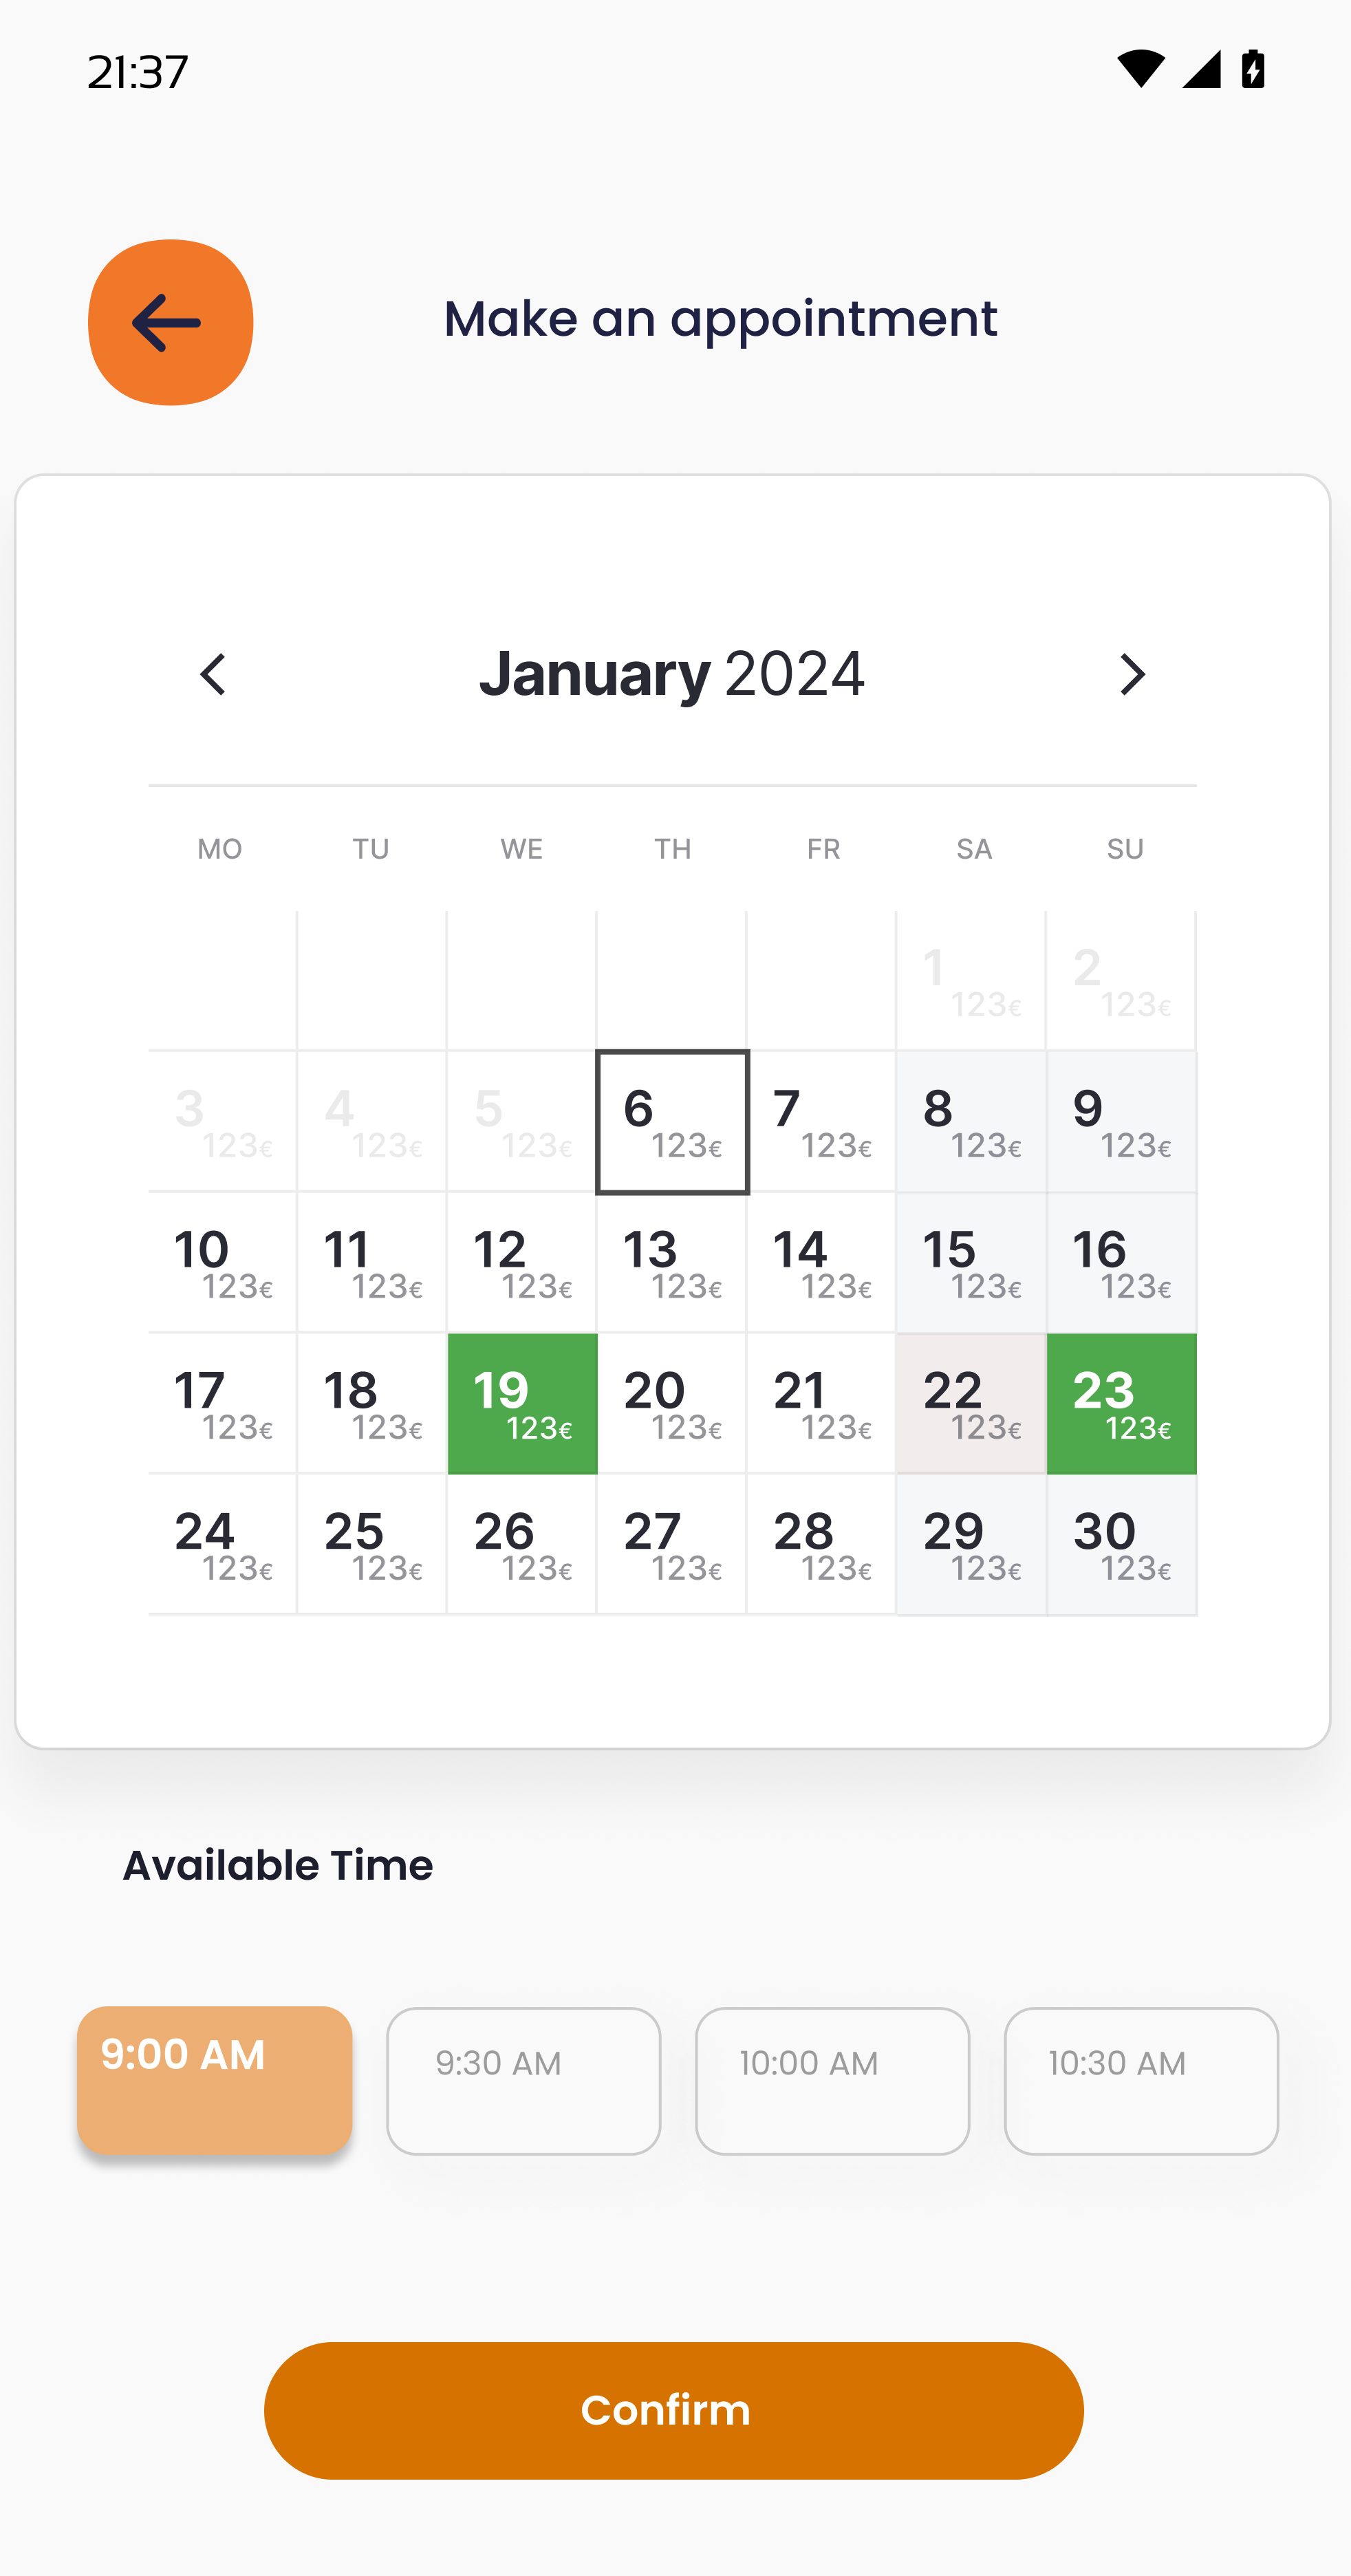 21:37
Make an appointment
January 2024
MO TU WE TH FR SA SU
1 2
123€ 123€
3 4 5 6 7 8 9
123€ 123€ 123€ 123€ 123€ 123€ 123€
10 11 12 13 14 15 16
123€ 123€ 123€ 123€ 123€ 123€ 123€
17 18 19 20 21 22 23
123€ 123€ 123€ 123€ 123€ 123€ 123€
24 25 26 27 28 29 30
123€ 123€ 123€ 123€ 123€ 123€ 123€
Available Time
9:00 AM 9:30 AM 10:00 AM 10:30 AM
Confirm